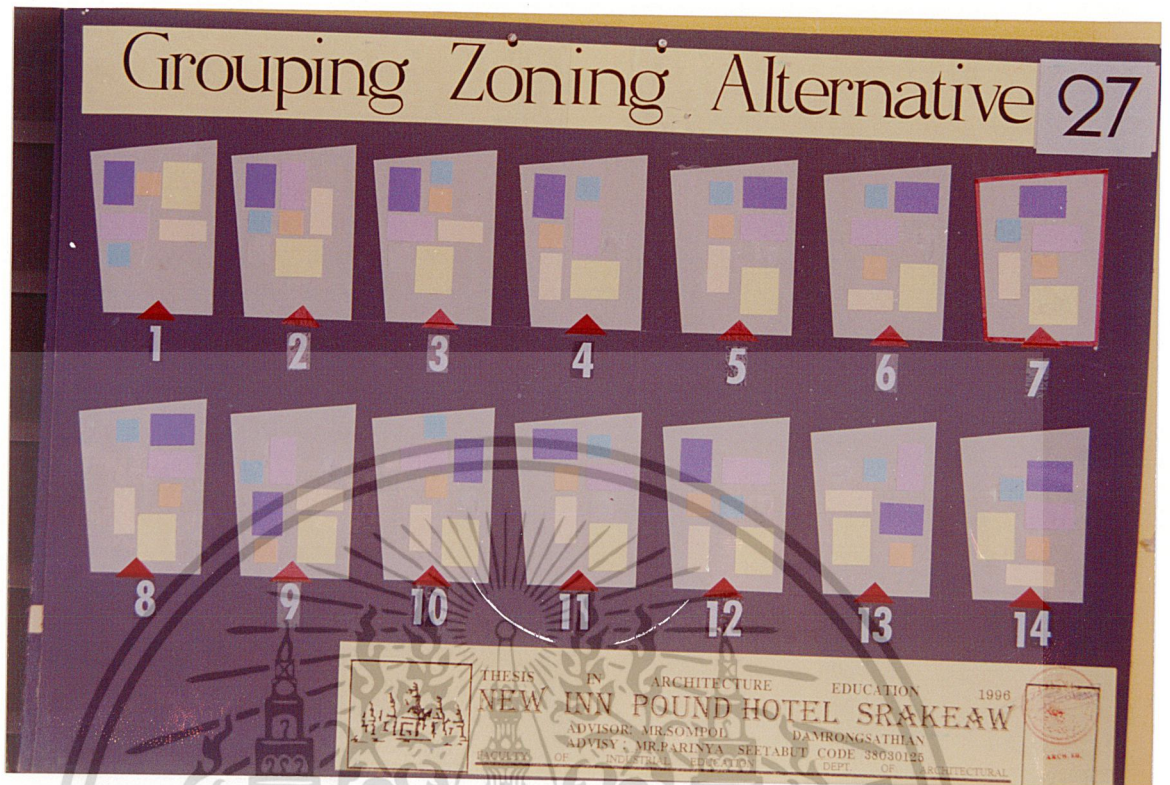 Grouping Zoning Alternative 27
1 2 3 4 5 6 7
8 9 10 11 12 13 14
THESIS IN ARCHITECTURE EDUCATION 1996
NEW INN POUND HOTEL SRAKEAW
ADVISOR: MR.SOMPOL DAMRONGSATHIAN
ADVISY : MR.PARINYA SEETABUT CODE 38030125
FACULTY OF INDUSTRIAL EDUCATION DEPT. OF ARCHITECTURAL